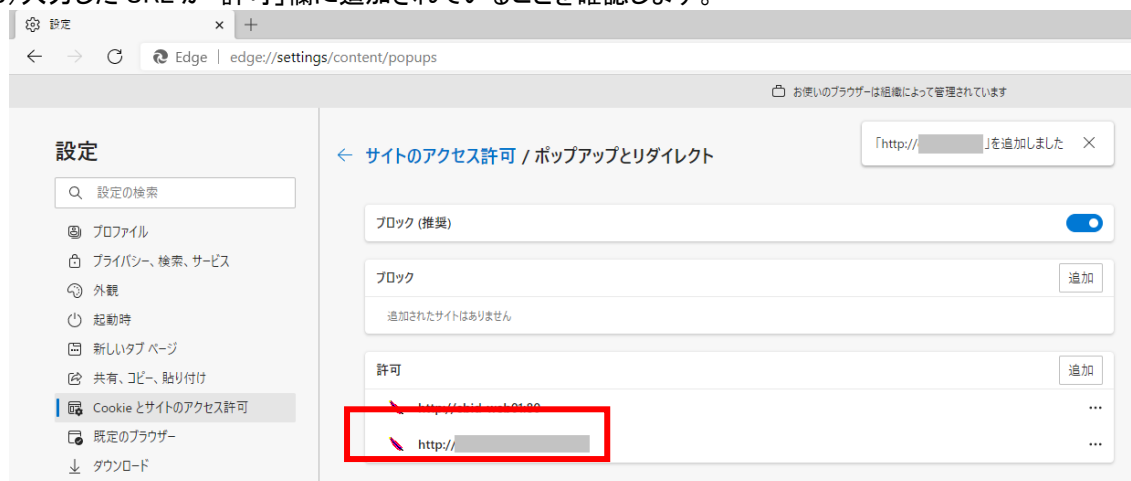 入力した URL が「許可」欄に追加されていることを確認します。
設定
Edge | edge://settings/content/popups
お使いのブラウザーは組織によって管理されています
設定
サイトのアクセス許可 / ポップアップとリダイレクト
「http:// 」を追加しました
設定の検索
ブロック (推奨)
プロファイル
プライバシー、検索、サービス
ブロック
追加
外観
追加されたサイトはありません
起動時
新しいタブ ページ
許可
追加
共有、コピー、貼り付け
Cookie とサイトのアクセス許可
既定のブラウザー
http://
ダウンロード